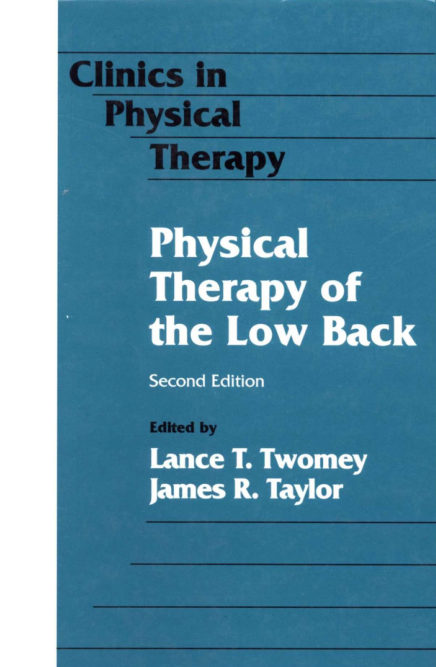 Clinics in
Physical
Therapy
Physical
Therapy of
the Low Back
Second Edition
Edited by
Lance T. Twomey
James R. Taylor